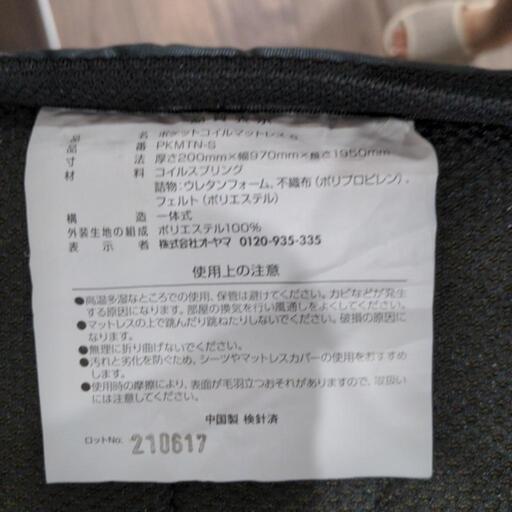 品質表示
品 名 ポケットコイルマットレス S
品 番 PKMTN-S
寸 法 厚さ200mm×幅970mm×長さ1950mm
材 料 コイルスプリング
詰物：ウレタンフォーム、不織布（ポリプロピレン）、
フェルト（ポリエステル）
構 造 一体式
外装生地の組成 ポリエステル100%
表 示 者 株式会社オーヤマ 0120-935-335
使用上の注意
●高温多湿なところでの使用、保管は避けてください。カビなどが発生
する原因になります。部屋の換気を行い風通しをよくしてください。
●マットレスの上で跳んだり跳ねたりしないでください。破損の原因に
なります。
●無理に折り曲げないでください。
●汚れと劣化を防ぐため、シーツやマットレスカバーの使用をおすすめ
します。
●使用時の摩擦により、表面が毛羽立つおそれがありますので、取扱い
には注意してください。
中国製 検針済
ロットNo. 210617